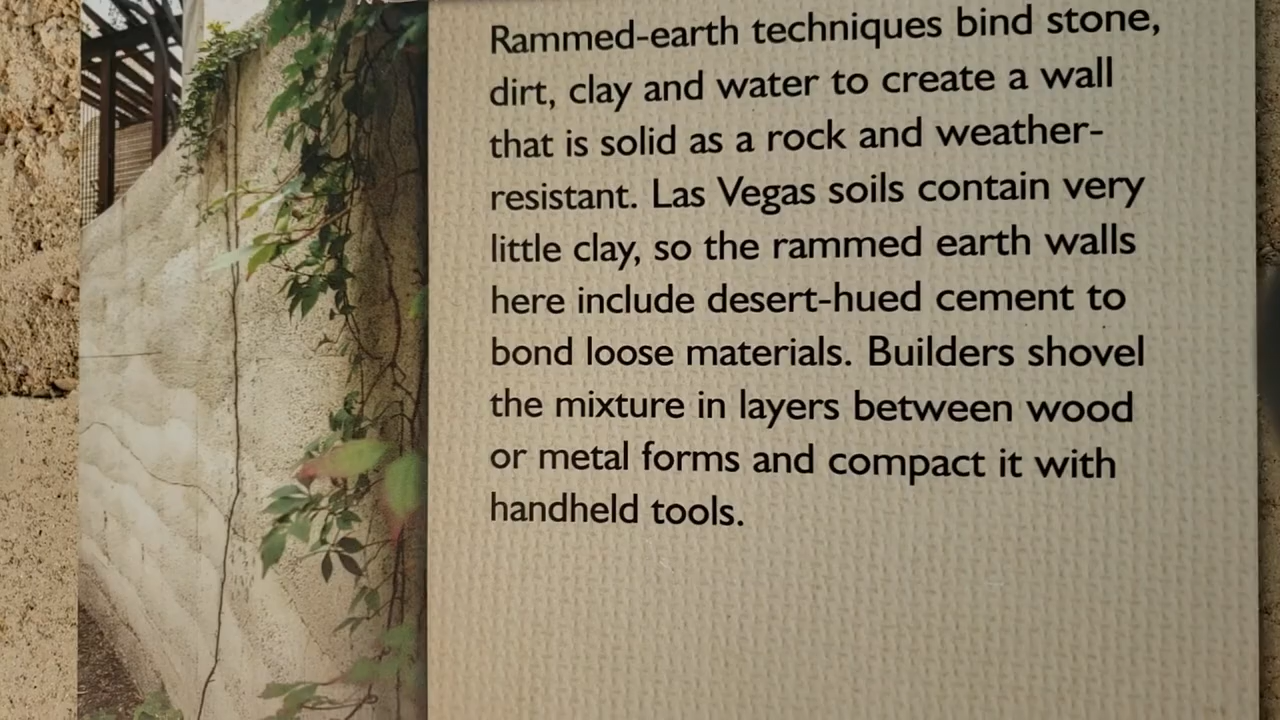 Rammed-earth techniques bind stone,
dirt, clay and water to create a wall
that is solid as a rock and weather-
resistant. Las Vegas soils contain very
little clay, so the rammed earth walls
here include desert-hued cement to
bond loose materials. Builders shovel
the mixture in layers between wood
or metal forms and compact it with
handheld tools.